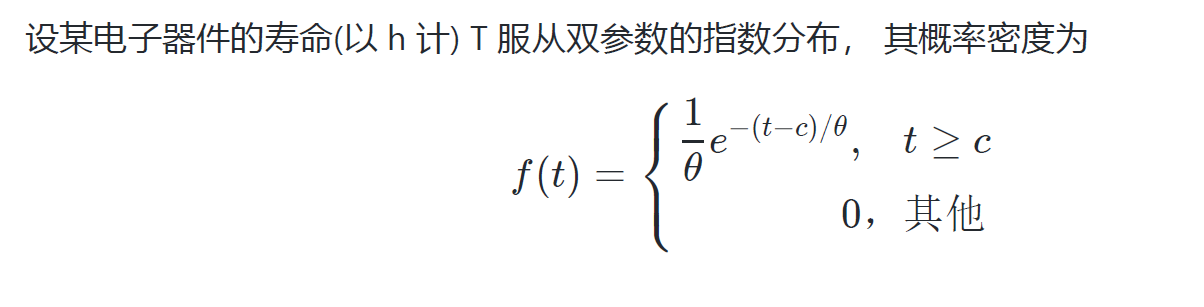 设某电子器件的寿命(以 h 计) T 服从双参数的指数分布， 其概率密度为
f(t) = { 1/θ e^{-(t-c)/θ}, t ≥ c
0，其他